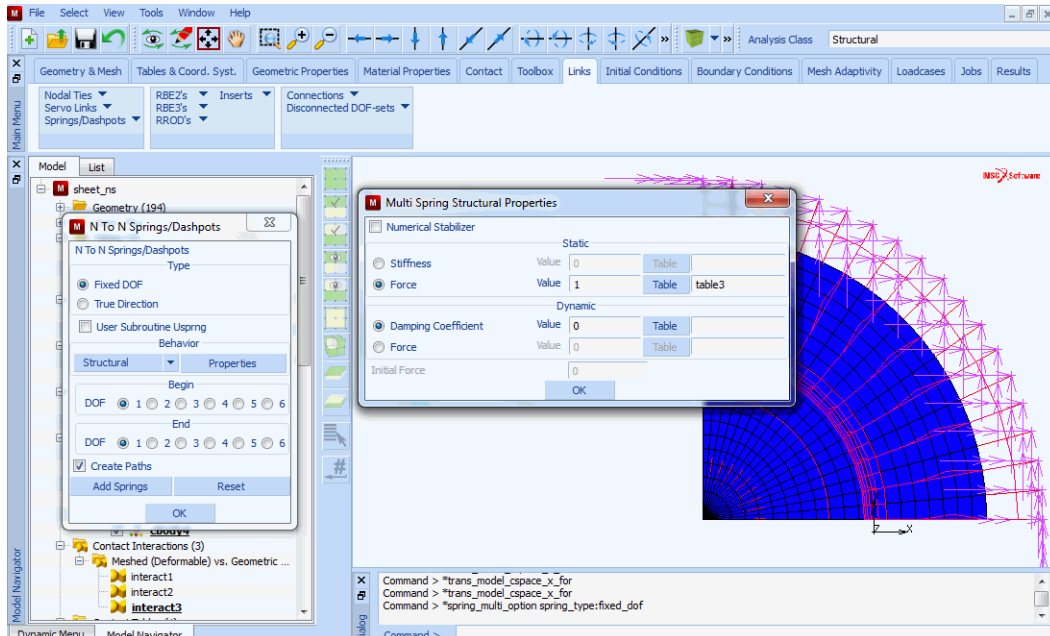 File Select View Tools Window Help
» » Analysis Class Structural
Geometry & Mesh Tables & Coord. Syst. Geometric Properties Material Properties Contact Toolbox Links Initial Conditions Boundary Conditions Mesh Adaptivity Loadcases Jobs Results
Main Menu
Nodal Ties RBE2's Inserts Connections
Servo Links RBE3's Disconnected DOF-sets
Springs/Dashpots RROD's
Model List
sheet_ns
Geometry (194)
N To N Springs/Dashpots
N To N Springs/Dashpots
Type
Fixed DOF
True Direction
User Subroutine Usprng
Behavior
Structural Properties
Begin
DOF 1 2 3 4 5 6
End
DOF 1 2 3 4 5 6
Create Paths
Add Springs Reset
OK
cbody4
Contact Interactions (3)
Meshed (Deformable) vs. Geometric ...
interact1
interact2
interact3
Model Navigator
Dynamic Menu Model Navigator
Multi Spring Structural Properties
Numerical Stabilizer
Static
Stiffness Value 0 Table
Force Value 1 Table table3
Dynamic
Damping Coefficient Value 0 Table
Force Value 0 Table
Initial Force 0
OK
MSC Software
Z X
Command > *trans_model_cspace_x_for
Command > *trans_model_cspace_x_for
Command > *spring_multi_option spring_type:fixed_dof
Command >